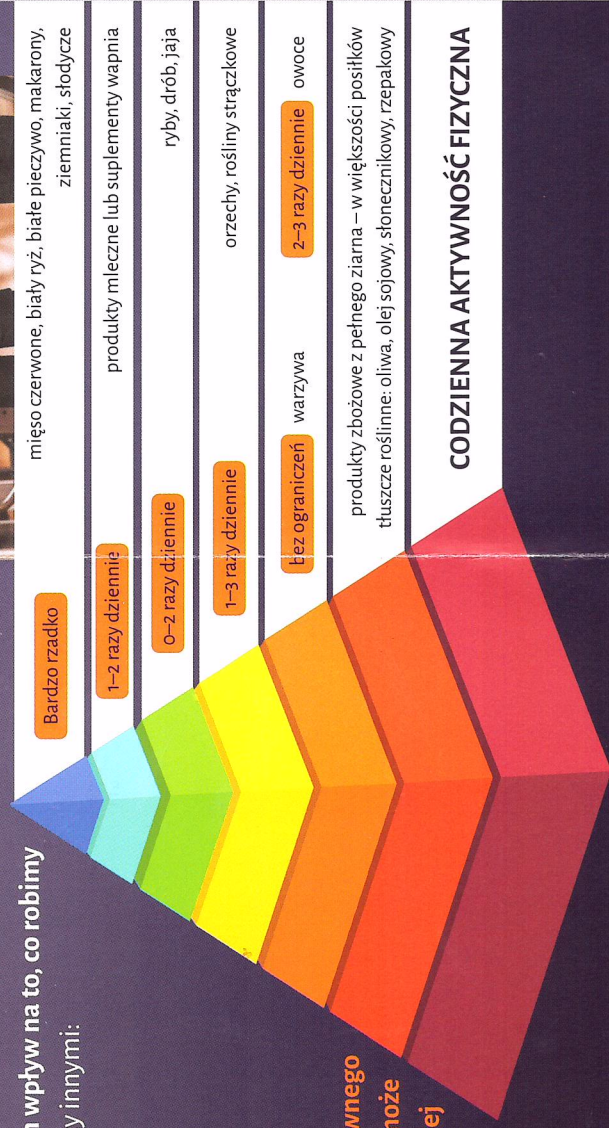 wpływ na to, co robimy
y innymi:
wnego
ej
Bardzo rzadko
mięso czerwone, biały ryż, białe pieczywo, makarony,
ziemniaki, słodycze
1–2 razy dziennie
produkty mleczne lub suplementy wapnia
0–2 razy dziennie
ryby, drób, jaja
1–3 razy dziennie
orzechy, rośliny strączkowe
bez ograniczeń warzywa 2–3 razy dziennie owoce
produkty zbożowe z pełnego ziarna – w większości posiłków
tłuszcze roślinne: oliwa, olej sojowy, słonecznikowy, rzepakowy
CODZIENNA AKTYWNOŚĆ FIZYCZNA